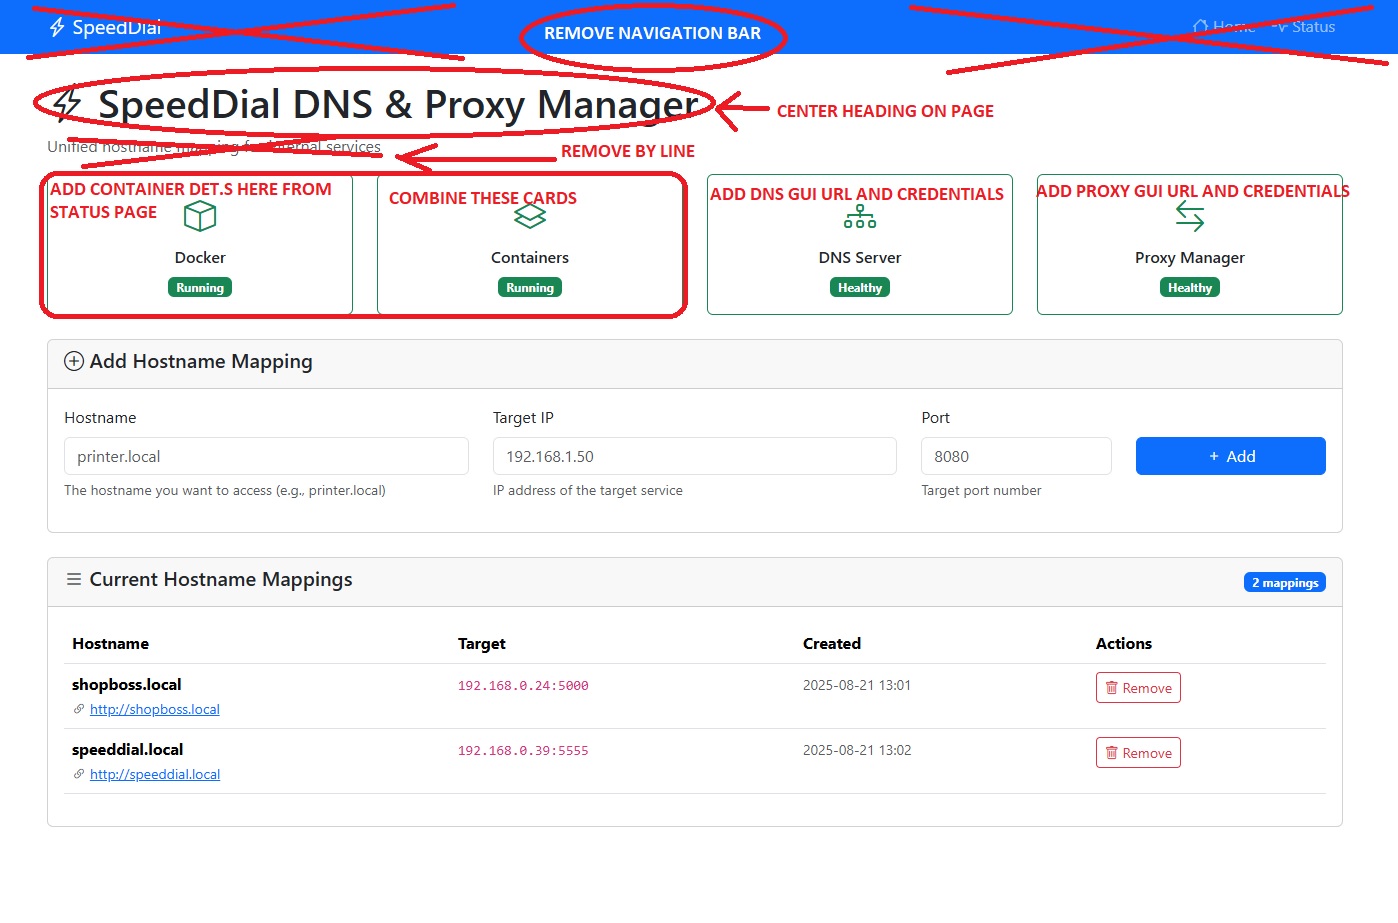 SpeedDial
REMOVE NAVIGATION BAR
Home
Status
SpeedDial DNS & Proxy Manager
CENTER HEADING ON PAGE
Unified hostname mapping for internal services
REMOVE BY LINE
ADD CONTAINER DET.S HERE FROM
STATUS PAGE
COMBINE THESE CARDS
ADD DNS GUI URL AND CREDENTIALS
ADD PROXY GUI URL AND CREDENTIALS
Docker
Running
Containers
Running
DNS Server
Healthy
Proxy Manager
Healthy
Add Hostname Mapping
Hostname
Target IP
Port
printer.local
192.168.1.50
8080
+ Add
The hostname you want to access (e.g., printer.local)
IP address of the target service
Target port number
Current Hostname Mappings
2 mappings
Hostname
Target
Created
Actions
shopboss.local
192.168.0.24:5000
2025-08-21 13:01
Remove
http://shopboss.local
speeddial.local
192.168.0.39:5555
2025-08-21 13:02
Remove
http://speeddial.local